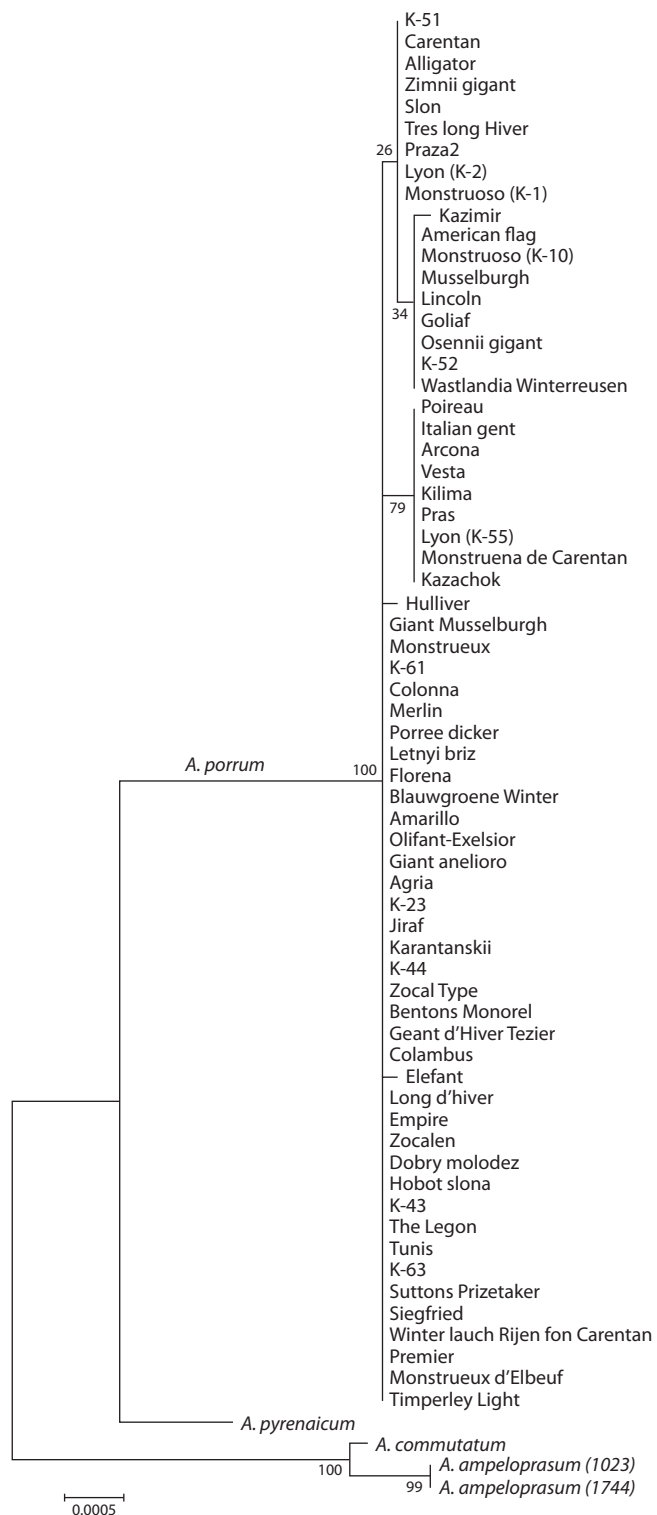 K-51
Carentan
Alligator
Zimnii gigant
Slon
Tres long Hiver
26
Praza2
Lyon (K-2)
Monstruoso (K-1)
Kazimir
American flag
Monstruoso (K-10)
Musselburgh
Lincoln
34
Goliaf
Osennii gigant
K-52
Wastlandia Winterreusen
Poireau
Italian gent
Arcona
Vesta
Kilima
79
Pras
Lyon (K-55)
Monstruena de Carentan
Kazachok
Hulliver
Giant Musselburgh
Monstrueux
K-61
Colonna
Merlin
Porree dicker
Letnyi briz
A. porrum
100
Florena
Blauwgroene Winter
Amarillo
Olifant-Exelsior
Giant anelioro
Agria
K-23
Jiraf
Karantanskii
K-44
Zocal Type
Bentons Monorel
Geant d’Hiver Tezier
Colambus
Elefant
Long d’hiver
Empire
Zocalen
Dobry molodez
Hobot slona
K-43
The Legon
Tunis
K-63
Suttons Prizetaker
Siegfried
Winter lauch Rijen fon Carentan
Premier
Monstrueux d’Elbeuf
Timperley Light
A. pyrenaicum
A. commutatum
100
A. ampeloprasum (1023)
99
A. ampeloprasum (1744)
0.0005